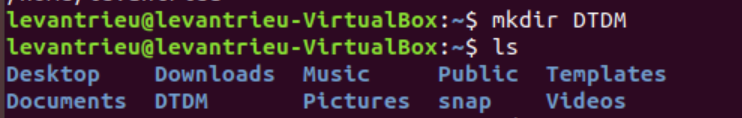 levantrieu@levantrieu-VirtualBox:~$ mkdir DTDM
levantrieu@levantrieu-VirtualBox:~$ ls
Desktop    Downloads  Music     Public  Templates
Documents  DTDM       Pictures  snap    Videos